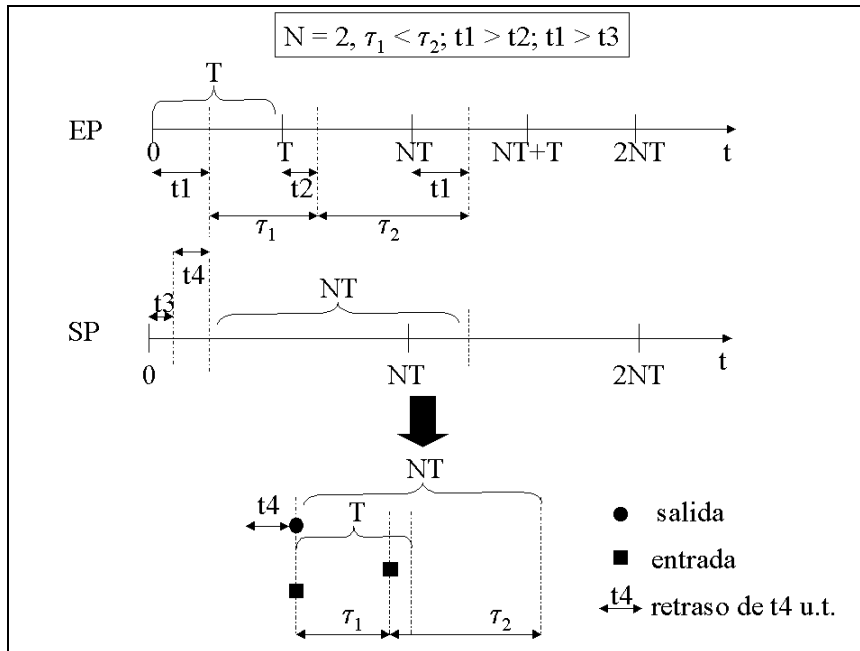 N = 2, τ₁ < τ₂; t1 > t2; t1 > t3
T
EP
0 T NT NT+T 2NT t
t1 t2 t1
τ₁ τ₂
t4
t3 NT
SP
0 NT 2NT t
NT
t4 T
salida
entrada
t4 retraso de t4 u.t.
τ₁ τ₂